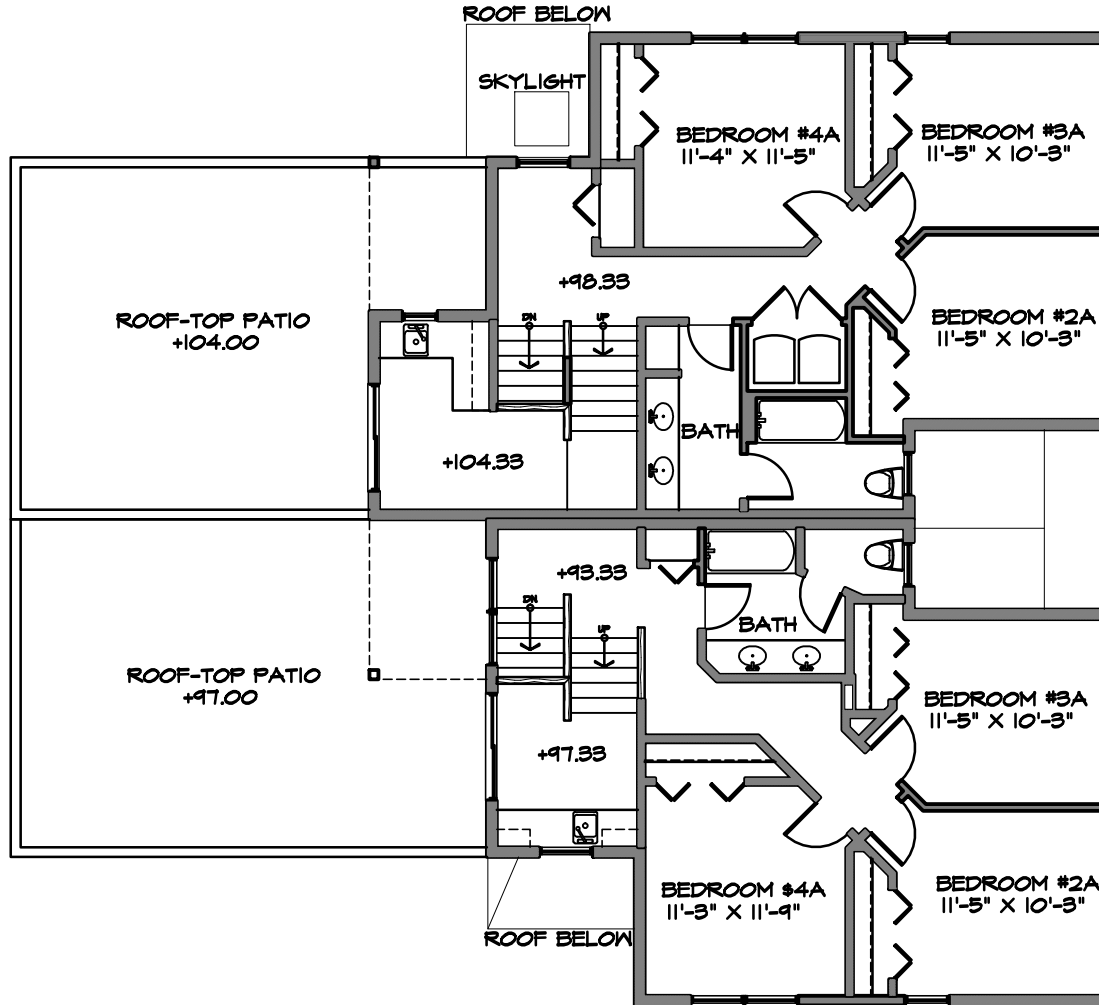 ROOF BELOW
SKYLIGHT
BEDROOM #4A
11'-4" X 11'-5"
BEDROOM #3A
11'-5" X 10'-3"
+98.33
ROOF-TOP PATIO
+104.00
DN
UP
BEDROOM #2A
11'-5" X 10'-3"
BATH
+104.33
+93.33
DN
UP
BATH
ROOF-TOP PATIO
+97.00
BEDROOM #3A
11'-5" X 10'-3"
+97.33
BEDROOM $4A
11'-3" X 11'-9"
BEDROOM #2A
11'-5" X 10'-3"
ROOF BELOW